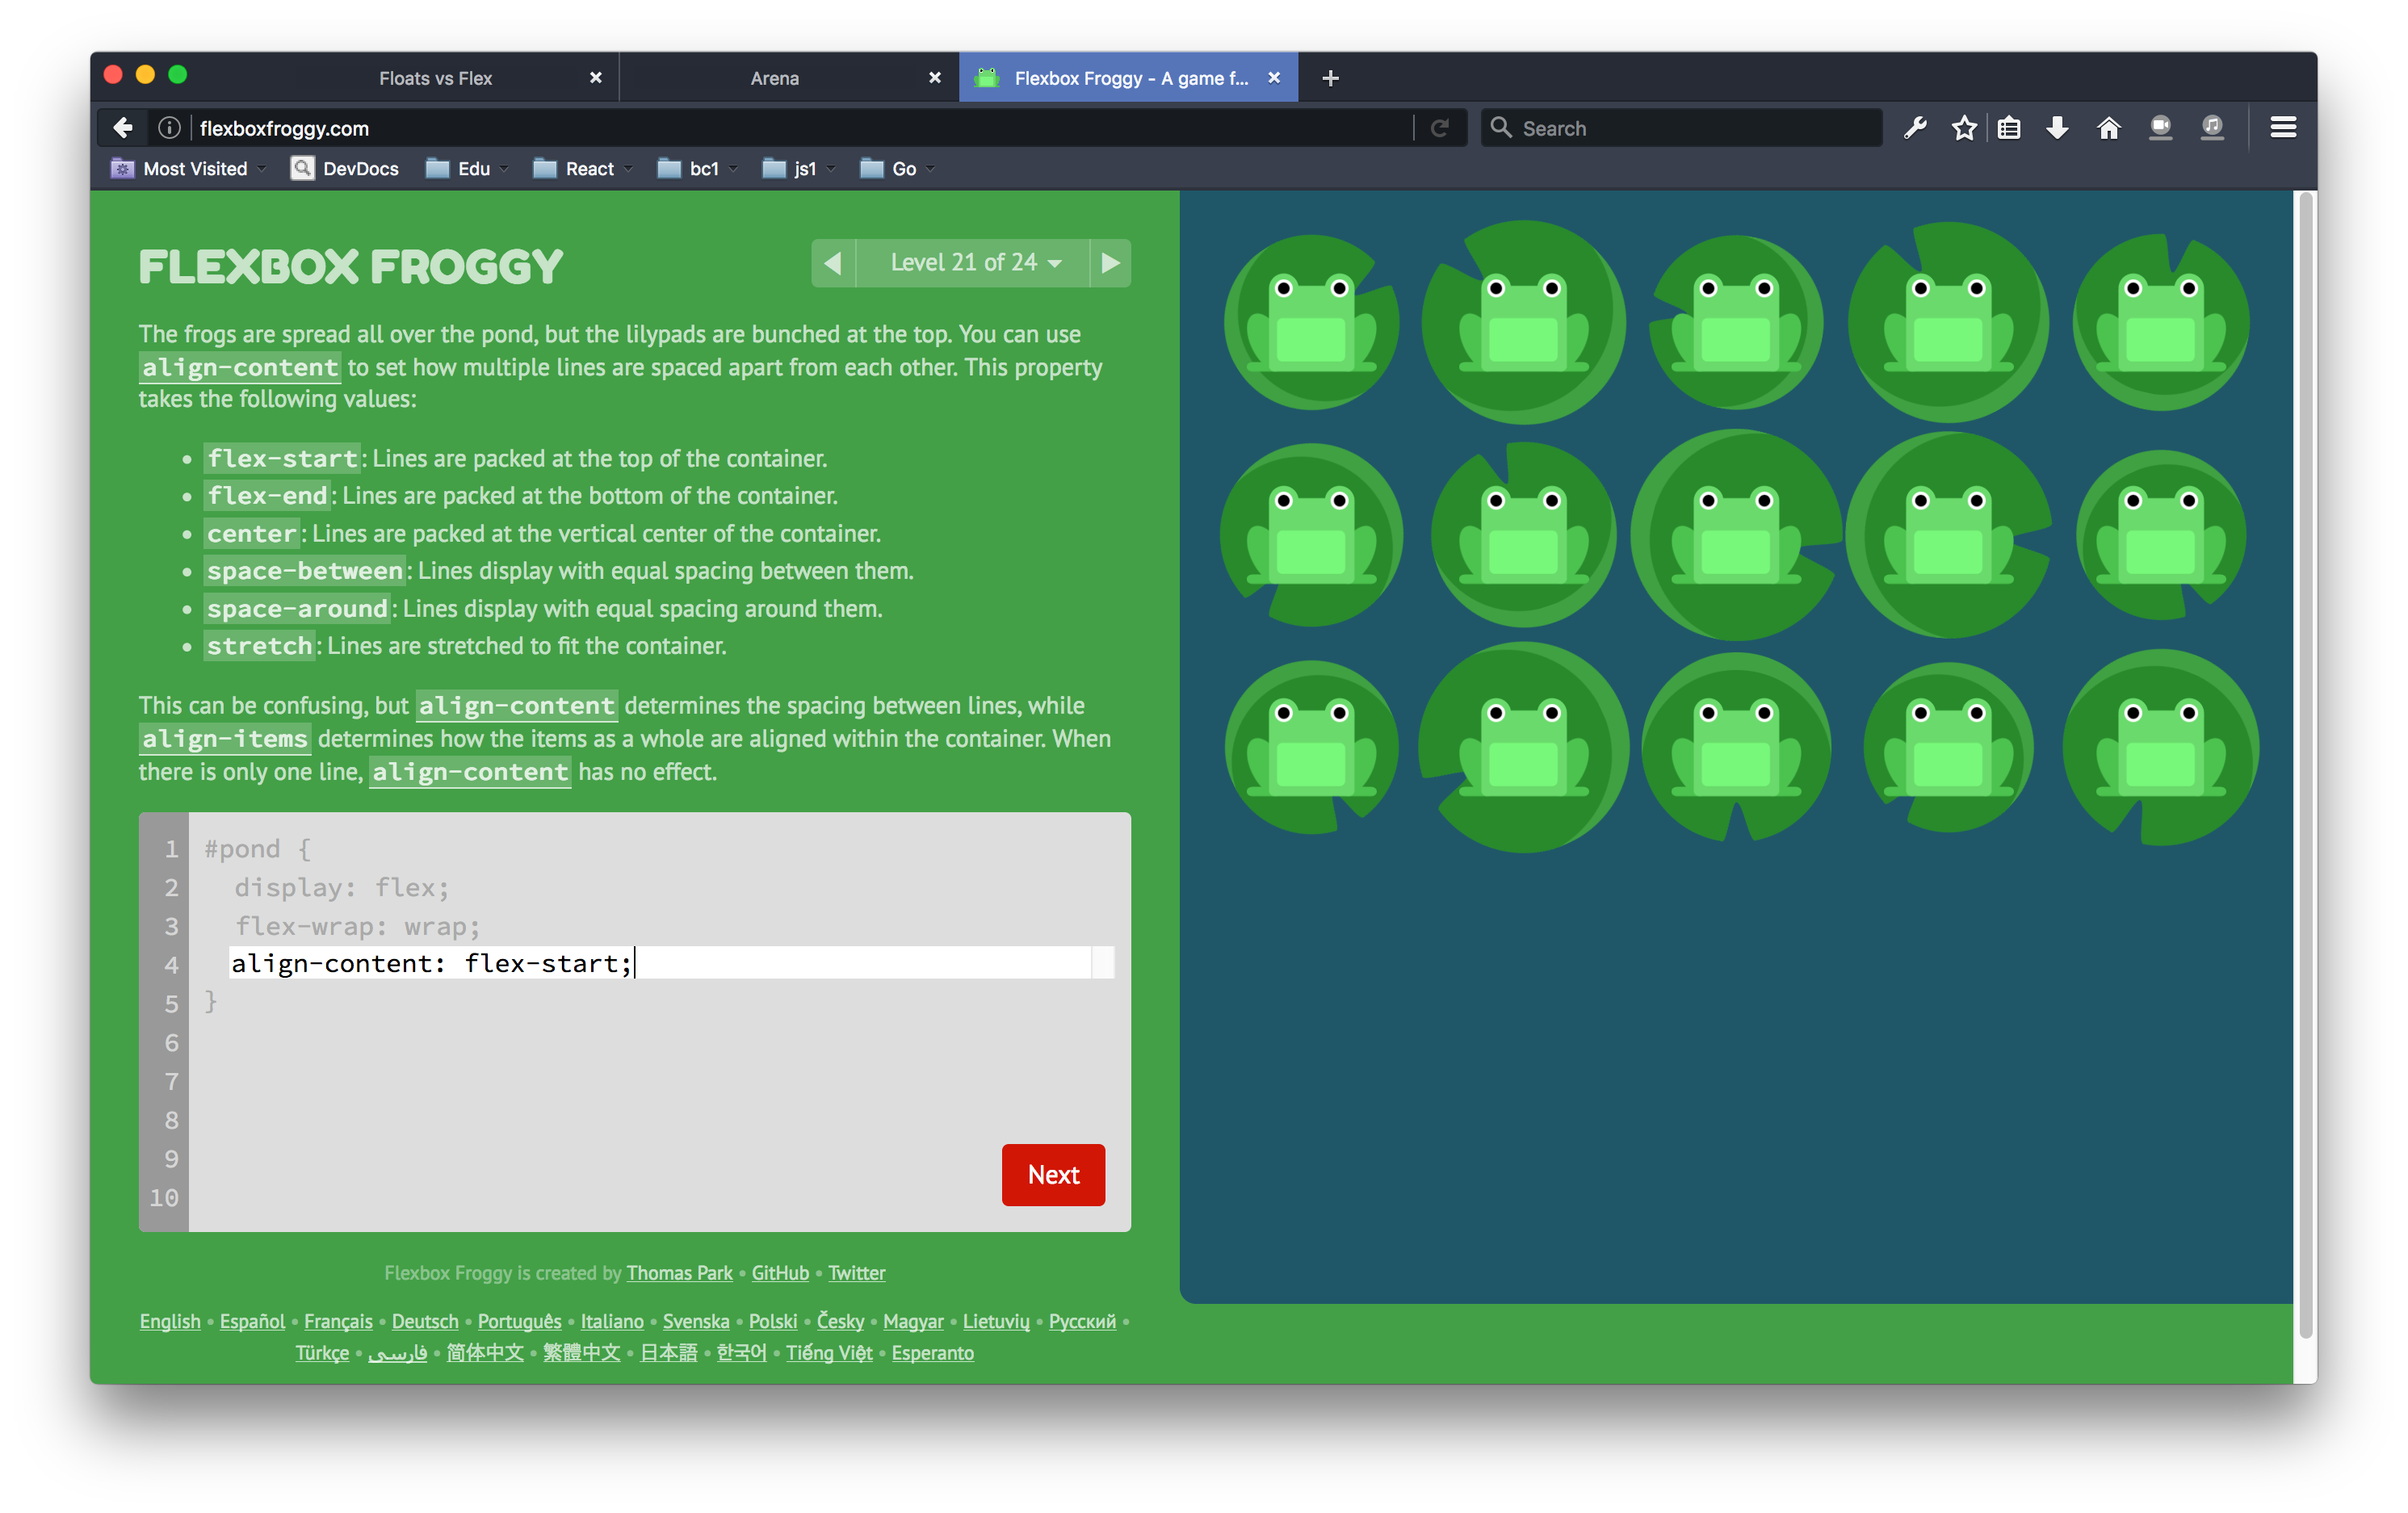 Floats vs Flex
Arena
Flexbox Froggy - A game f...
flexboxfroggy.com
Search
Most Visited
DevDocs
Edu
React
bc1
js1
Go
FLEXBOX FROGGY
Level 21 of 24
The frogs are spread all over the pond, but the lilypads are bunched at the top. You can use
align-content to set how multiple lines are spaced apart from each other. This property
takes the following values:
• flex-start: Lines are packed at the top of the container.
• flex-end: Lines are packed at the bottom of the container.
• center: Lines are packed at the vertical center of the container.
• space-between: Lines display with equal spacing between them.
• space-around: Lines display with equal spacing around them.
• stretch: Lines are stretched to fit the container.
This can be confusing, but align-content determines the spacing between lines, while
align-items determines how the items as a whole are aligned within the container. When
there is only one line, align-content has no effect.
1 #pond {
2 display: flex;
3 flex-wrap: wrap;
4 align-content: flex-start;
5 }
6
7
8
9
10
Next
Flexbox Froggy is created by Thomas Park • GitHub • Twitter
English • Español • Français • Deutsch • Português • Italiano • Svenska • Polski • Česky • Magyar • Lietuvių • Русский •
Türkçe • فارسی • 简体中文 • 繁體中文 • 日本語 • 한국어 • Tiếng Việt • Esperanto